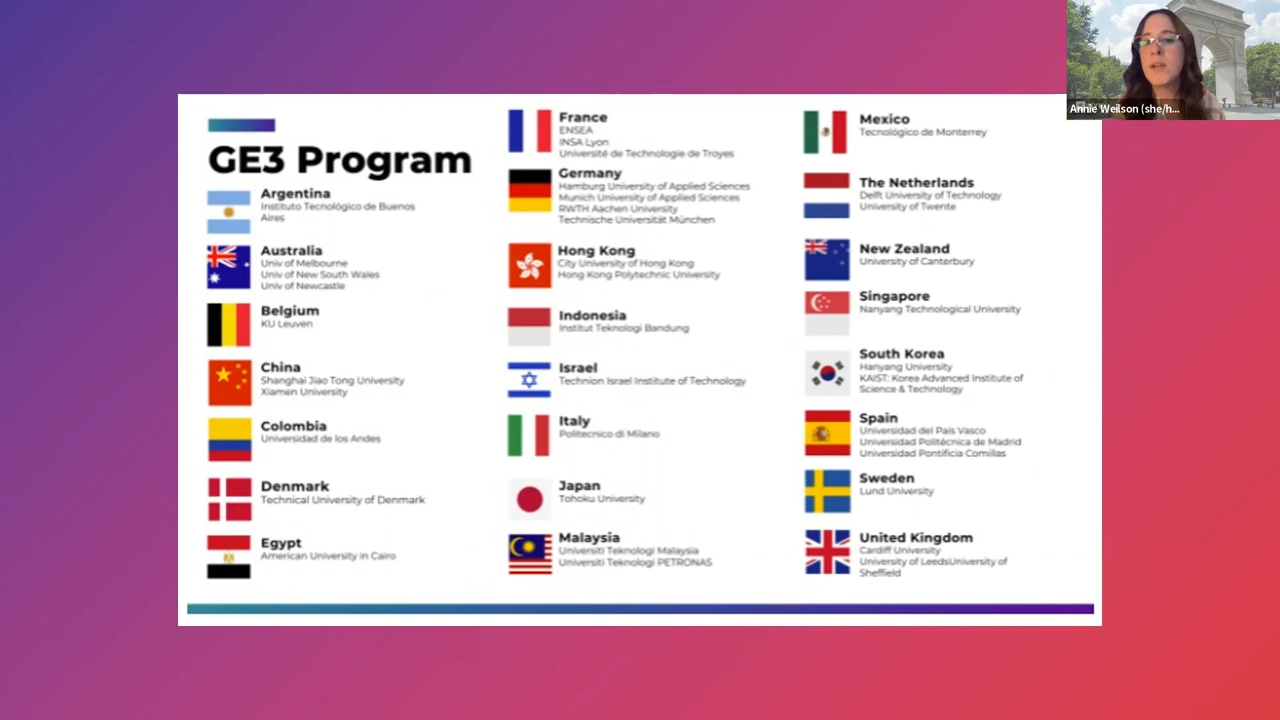 GE3 Program
Argentina
Instituto Tecnológico de Buenos
Aires
Australia
Univ of Melbourne
Univ of New South Wales
Univ of Newcastle
Belgium
KU Leuven
China
Shanghai Jiao Tong University
Xiamen University
Colombia
Universidad de los Andes
Denmark
Technical University of Denmark
Egypt
American University in Cairo
France
ENSEA
INSA Lyon
Université de Technologie de Troyes
Germany
Hamburg University of Applied Sciences
Munich University of Applied Sciences
RWTH Aachen University
Technische Universität München
Hong Kong
City University of Hong Kong
Hong Kong Polytechnic University
Indonesia
Institut Teknologi Bandung
Israel
Technion Israel Institute of Technology
Italy
Politecnico di Milano
Japan
Tohoku University
Malaysia
Universiti Teknologi Malaysia
Universiti Teknologi PETRONAS
Mexico
Tecnológico de Monterrey
The Netherlands
Delft University of Technology
University of Twente
New Zealand
University of Canterbury
Singapore
Nanyang Technological University
South Korea
Hanyang University
KAIST: Korea Advanced Institute of
Science & Technology
Spain
Universidad del País Vasco
Universidad Politécnica de Madrid
Universidad Pontificia Comillas
Sweden
Lund University
United Kingdom
Cardiff University
University of LeedsUniversity of
Sheffield
Annie Weilson (she/h...